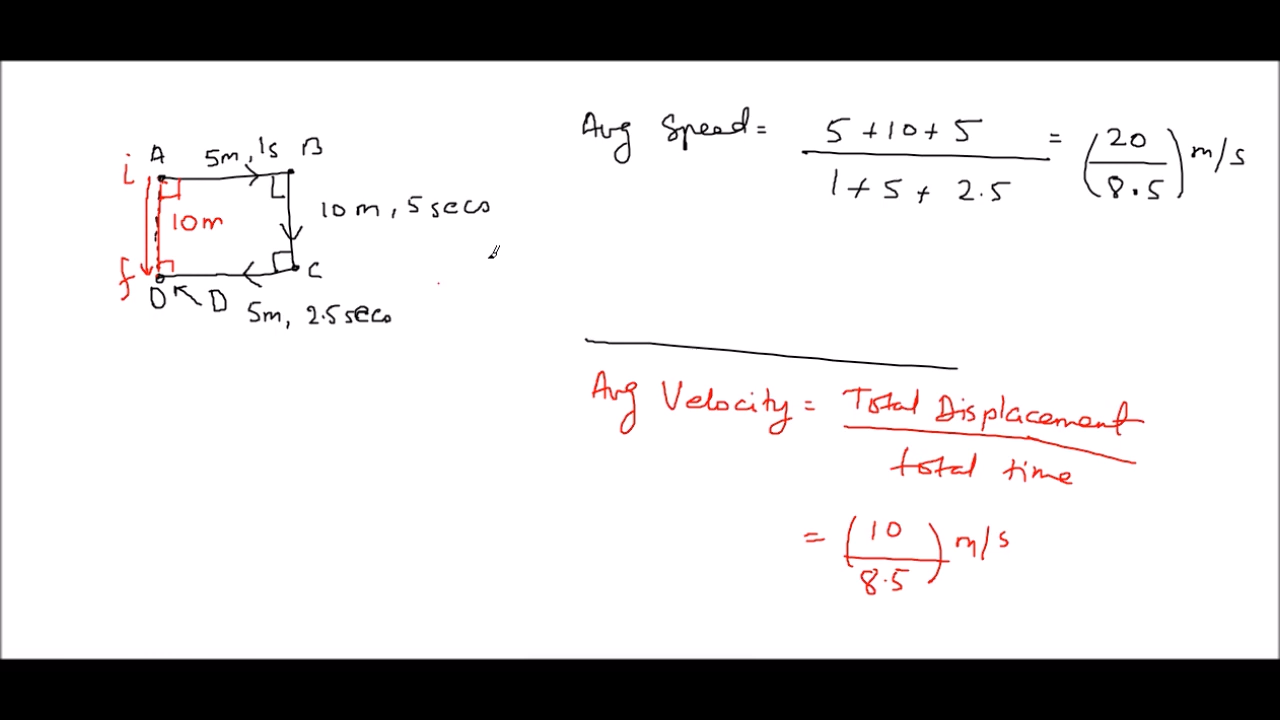 Avg Speed = 5 + 10 + 5 / 1 + 5 + 2.5 = (20 / 8.5) m/s
i A 5m, 1s B
10m
10m, 5 secs
f
D D C
5m, 2.5 secs
Avg Velocity = Total Displacement / total time
= (10 / 8.5) m/s